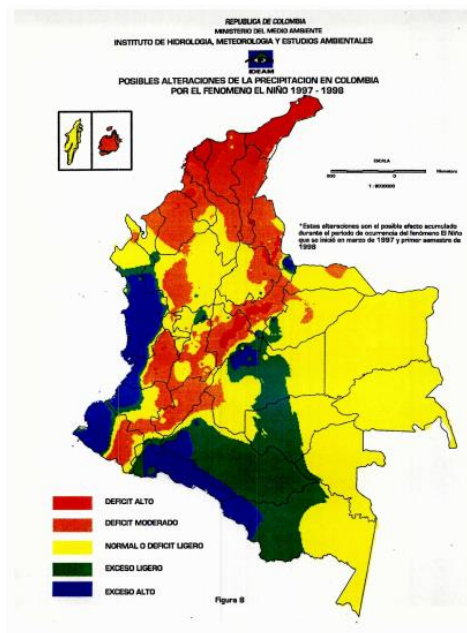 REPUBLICA DE COLOMBIA
MINISTERIO DEL MEDIO AMBIENTE
INSTITUTO DE HIDROLOGIA, METEOROLOGIA Y ESTUDIOS AMBIENTALES
IDEAM
POSIBLES ALTERACIONES DE LA PRECIPITACION EN COLOMBIA
POR EL FENOMENO EL NIÑO 1997 - 1998
ESCALA
0
*Estas alteraciones son el posible efecto acumulado
durante el periodo de ocurrencia del fenómeno El Niño
que se inició en marzo de 1997 y primer semestre de
1998
DEFICIT ALTO
DEFICIT MODERADO
NORMAL O DEFICIT LIGERO
EXCESO LIGERO
EXCESO ALTO
Figura 8